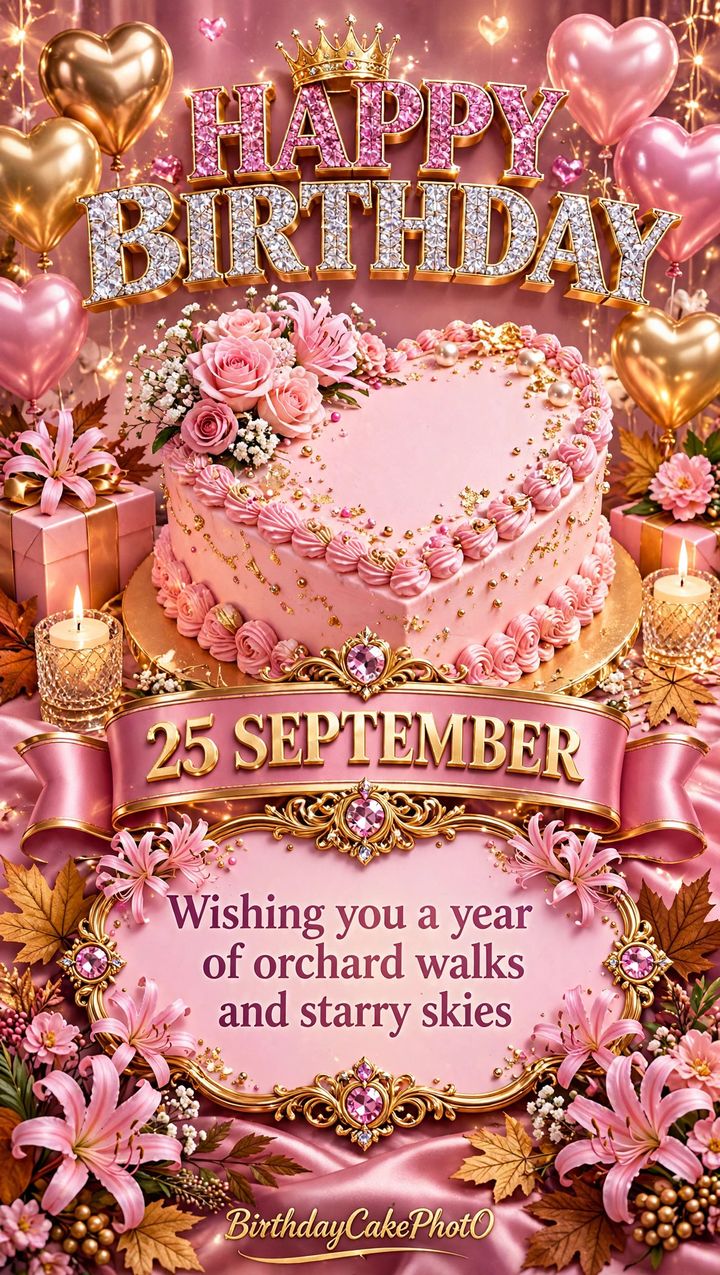 HAPPY
BIRTHDAY
25 SEPTEMBER
Wishing you a year
of orchard walks
and starry skies
BirthdayCakePhotO